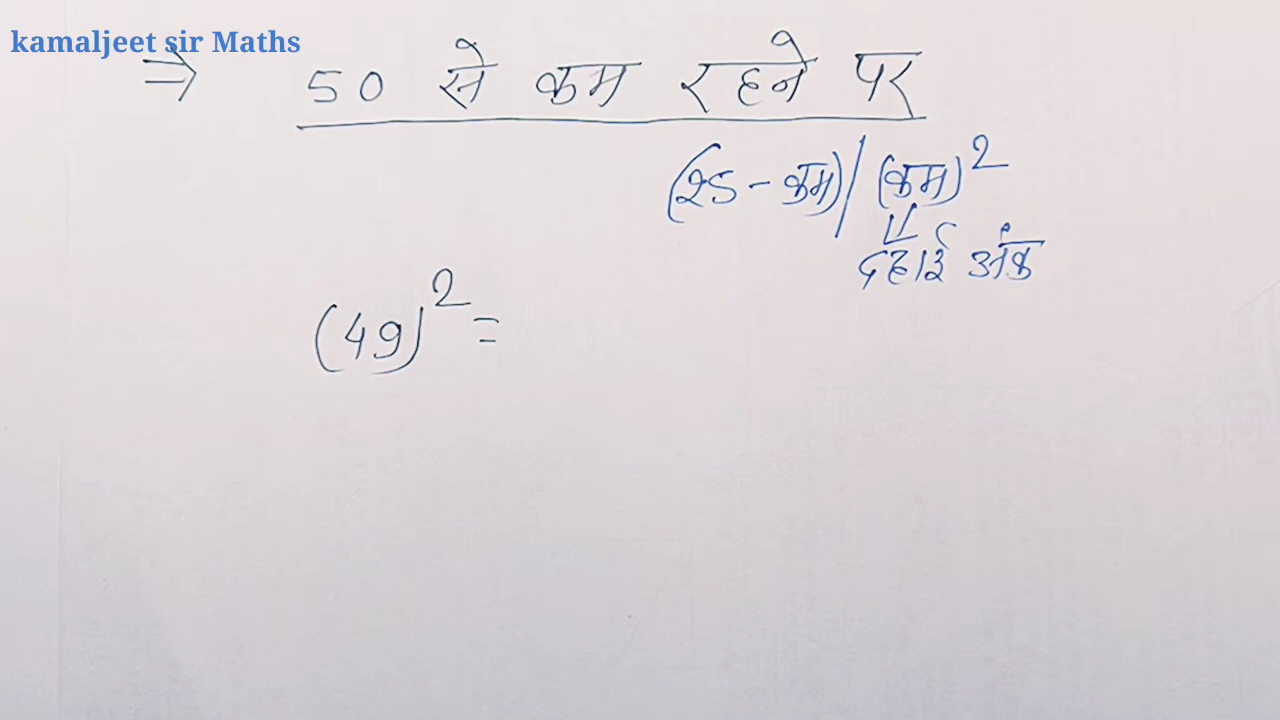 kamaljeet sir Maths
⇒ 50 से कम रहने पर
(25 - कम) / (कम)²
⇓
दहाई अंक
(49)² =